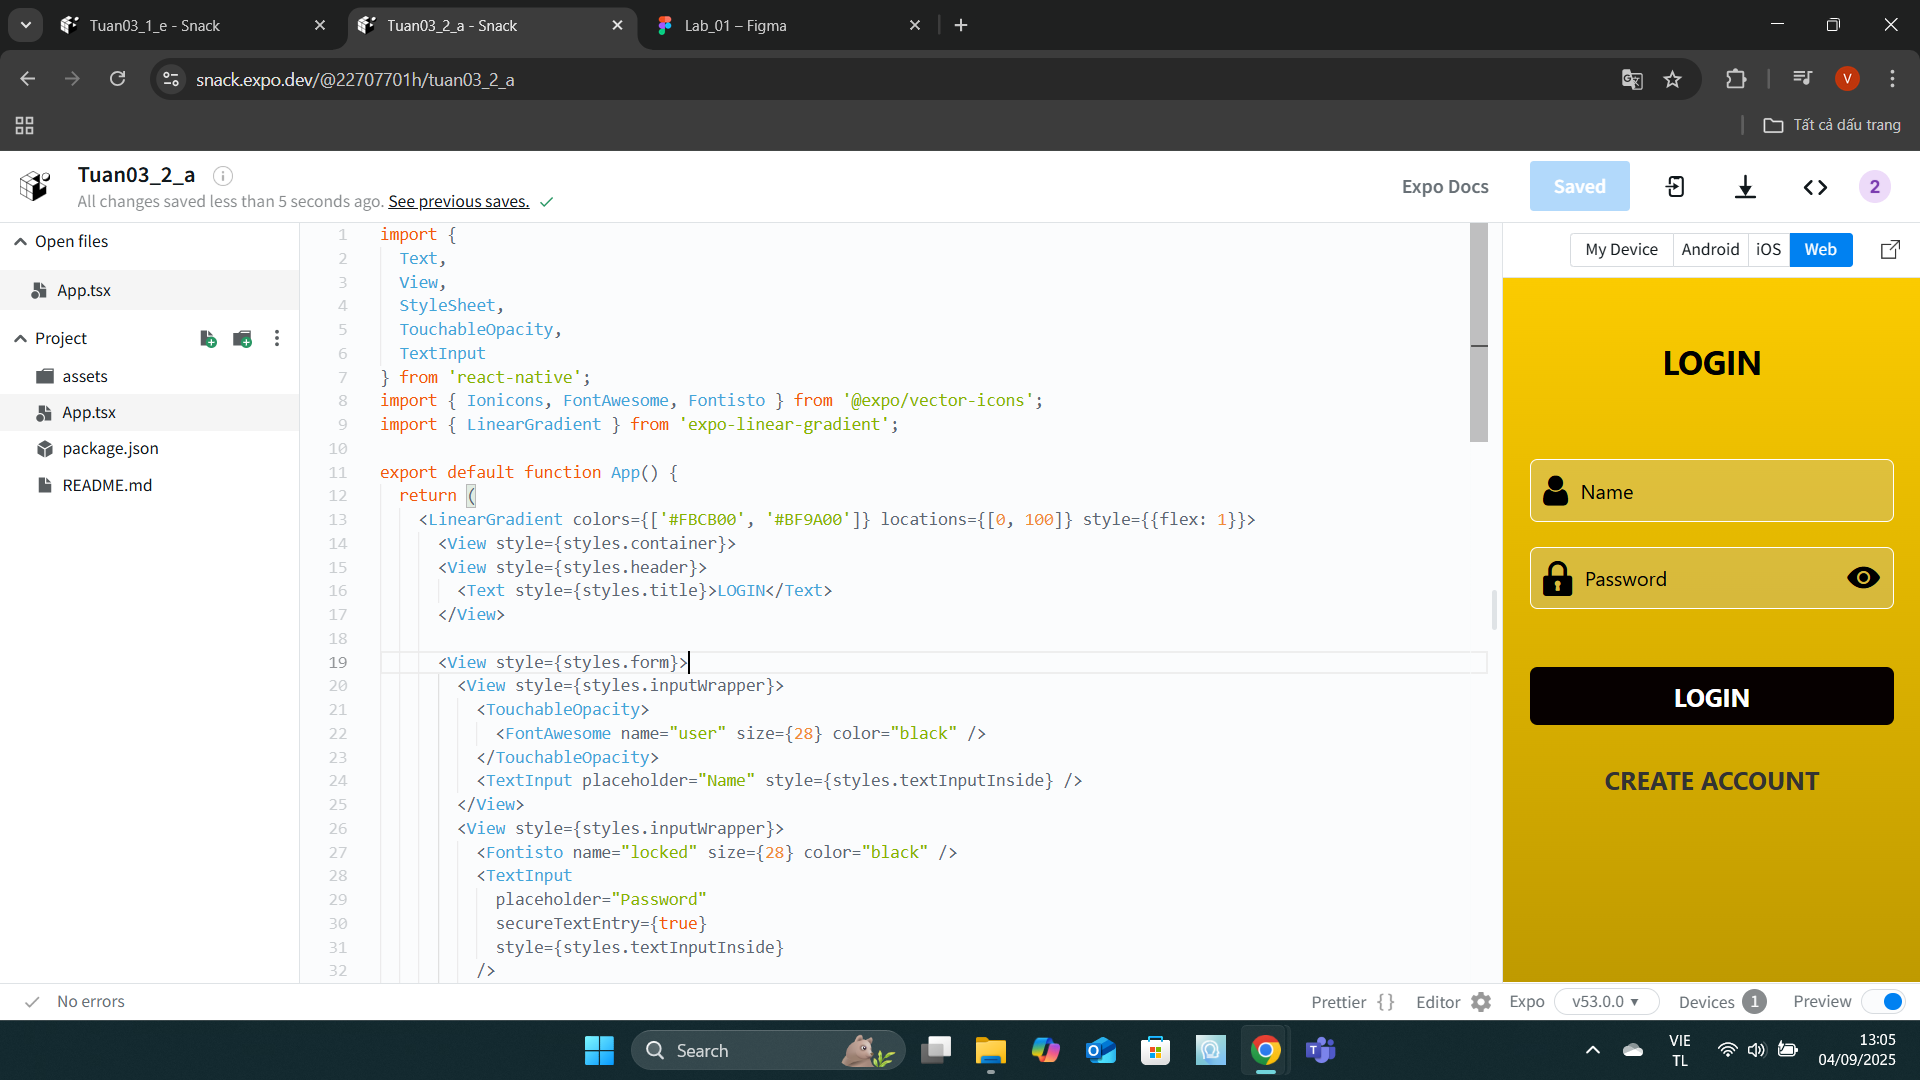 Tuan03_1_e - Snack
Tuan03_2_a - Snack
Lab_01 – Figma
snack.expo.dev/@22707701h/tuan03_2_a
V
Tất cả dấu trang
Tuan03_2_a
All changes saved less than 5 seconds ago. See previous saves.
Expo Docs
Saved
2
Open files
App.tsx
Project
assets
App.tsx
package.json
README.md
1 import {
2 Text,
3 View,
4 StyleSheet,
5 TouchableOpacity,
6 TextInput
7 } from 'react-native';
8 import { Ionicons, FontAwesome, Fontisto } from '@expo/vector-icons';
9 import { LinearGradient } from 'expo-linear-gradient';
10
11 export default function App() {
12 return (
13 <LinearGradient colors={['#FBCB00', '#BF9A00']} locations={[0, 100]} style={{flex: 1}}>
14 <View style={styles.container}>
15 <View style={styles.header}>
16 <Text style={styles.title}>LOGIN</Text>
17 </View>
18
19 <View style={styles.form}>
20 <View style={styles.inputWrapper}>
21 <TouchableOpacity>
22 <FontAwesome name="user" size={28} color="black" />
23 </TouchableOpacity>
24 <TextInput placeholder="Name" style={styles.textInputInside} />
25 </View>
26 <View style={styles.inputWrapper}>
27 <Fontisto name="locked" size={28} color="black" />
28 <TextInput
29 placeholder="Password"
30 secureTextEntry={true}
31 style={styles.textInputInside}
32 />
My Device
Android
iOS
Web
LOGIN
Name
Password
LOGIN
CREATE ACCOUNT
No errors
Prettier { }
Editor
Expo
v53.0.0 ▾
Devices 1
Preview
Search
VIE
TL
13:05
04/09/2025